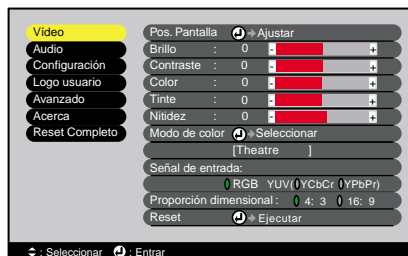 Vídeo
Audio
Configuración
Logo usuario
Avanzado
Acerca
Reset Completo
Pos. Pantalla Ajustar
Brillo : 0 - +
Contraste : 0 - +
Color : 0 - +
Tinte : 0 - +
Nitidez : 0 - +
Modo de color Seleccionar
[Theatre ]
Señal de entrada:
RGB YUV( YCbCr YPbPr)
Proporción dimensional : 4: 3 16: 9
Reset Ejecutar
: Seleccionar : Entrar